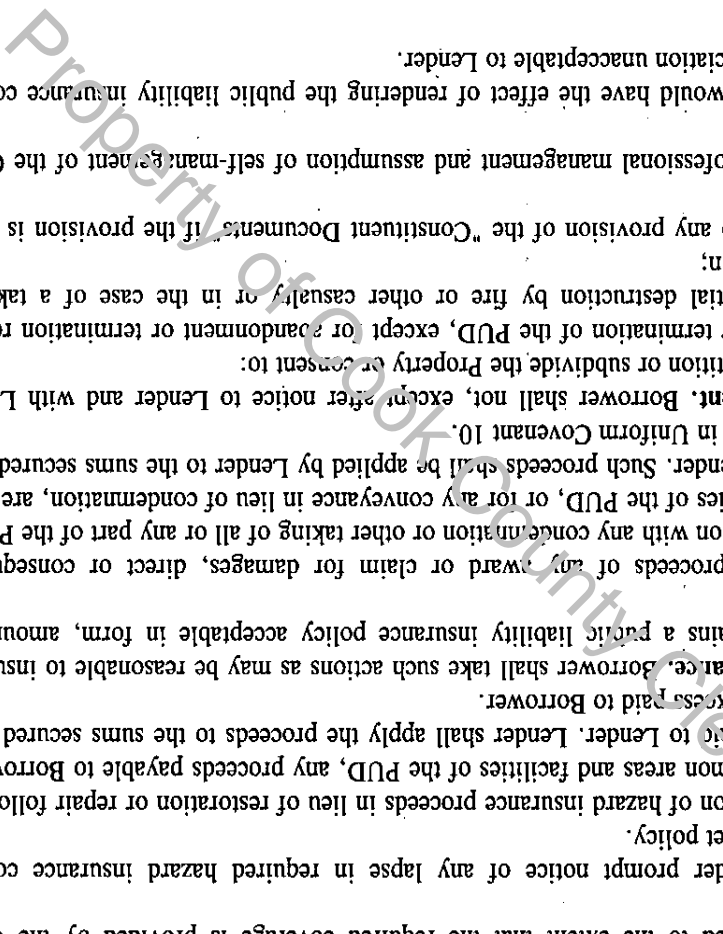 ed to the extent that the required coverage is provided by the
der prompt notice of any lapse in required hazard insurance co
et policy.
on of hazard insurance proceeds in lieu of restoration or repair follo
non areas and facilities of the PUD, any proceeds payable to Borrow
to Lender. Lender shall apply the proceeds to the sums secured
xcess paid to Borrower.
ance. Borrower shall take such actions as may be reasonable to insu
ains a public liability insurance policy acceptable in form, amoun
proceeds of any award or claim for damages, direct or conseque
on with any condemnation or other taking of all or any part of the P
ies of the PUD, or for any conveyance in lieu of condemnation, are
ender. Such proceeds shall be applied by Lender to the sums secured
in Uniform Covenant 10.
ent. Borrower shall not, except after notice to Lender and with L
tition or subdivide the Property or consent to:
r termination of the PUD, except for abandonment or termination re
tial destruction by fire or other casualty or in the case of a tak
n;
any provision of the "Constituent Documents" if the provision is
ofessional management and assumption of self-management of the O
would have the effect of rendering the public liability insurance co
ciation unacceptable to Lender.
Property of Cook County Cle